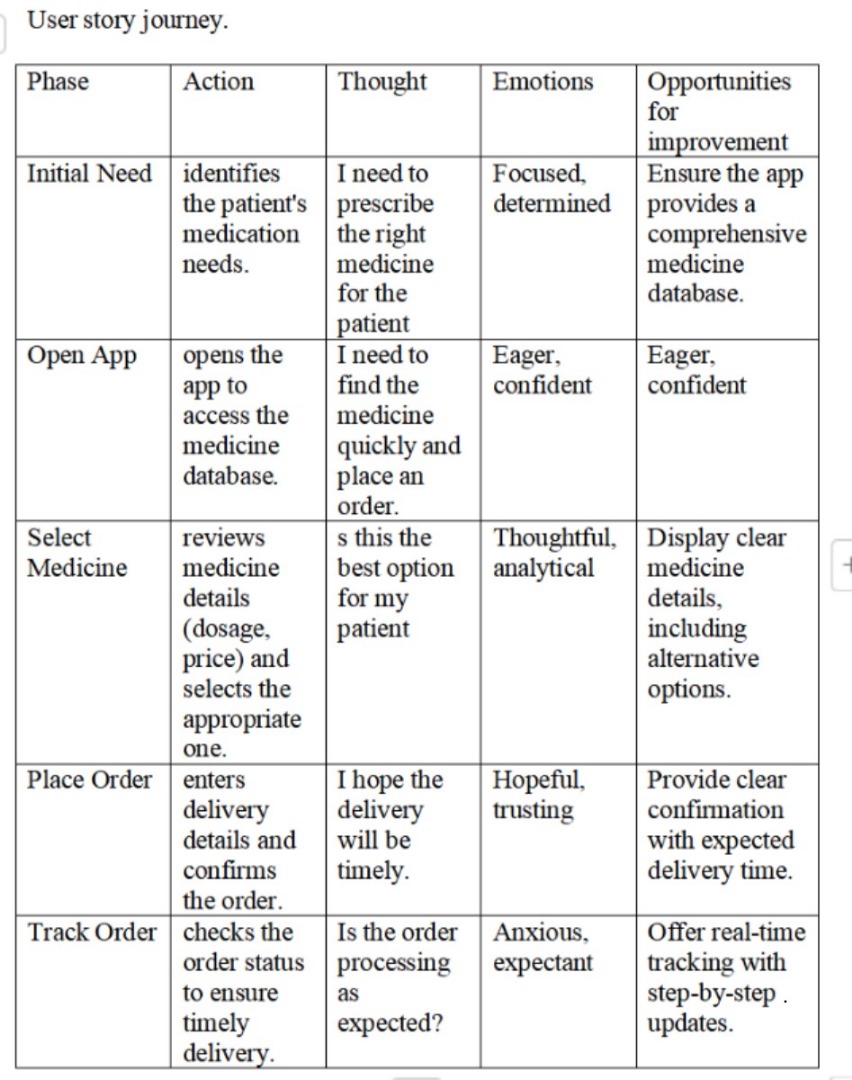 User story journey.
Phase
Action
Thought
Emotions
Opportunities
for
improvement
Initial Need
identifies
the patient's
medication
needs.
I need to
prescribe
the right
medicine
for the
patient
Focused,
determined
Ensure the app
provides a
comprehensive
medicine
database.
Open App
opens the
app to
access the
medicine
database.
I need to
find the
medicine
quickly and
place an
order.
Eager,
confident
Eager,
confident
Select
Medicine
reviews
medicine
details
(dosage,
price) and
selects the
appropriate
one.
s this the
best option
for my
patient
Thoughtful,
analytical
Display clear
medicine
details,
including
alternative
options.
Place Order
enters
delivery
details and
confirms
the order.
I hope the
delivery
will be
timely.
Hopeful,
trusting
Provide clear
confirmation
with expected
delivery time.
Track Order
checks the
order status
to ensure
timely
delivery.
Is the order
processing
as
expected?
Anxious,
expectant
Offer real-time
tracking with
step-by-step .
updates.